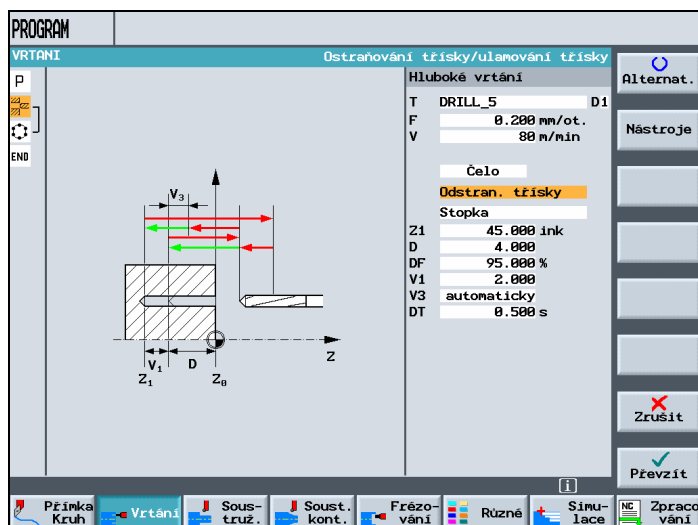 PROGRAM
VRTANI Ostraňování třísky/ulamování třísky
P
END
Hluboké vrtání
T DRILL_5 D1
F 0.200 mm/ot.
V 80 m/min
Čelo
Odstran. třísky
Stopka
Z1 45.000 ink
D 4.000
DF 95.000 %
V1 2.000
V3 automaticky
DT 0.500 s
V3
Z
V1 D
Z1 Z0
Alternat.
Nástroje
Zrušit
Převzít
i
Přímka Kruh
Vrtání
Sous- truž.
Soust. kont.
Frézo- vání
Různé
Simu- lace
NC Zprac vání